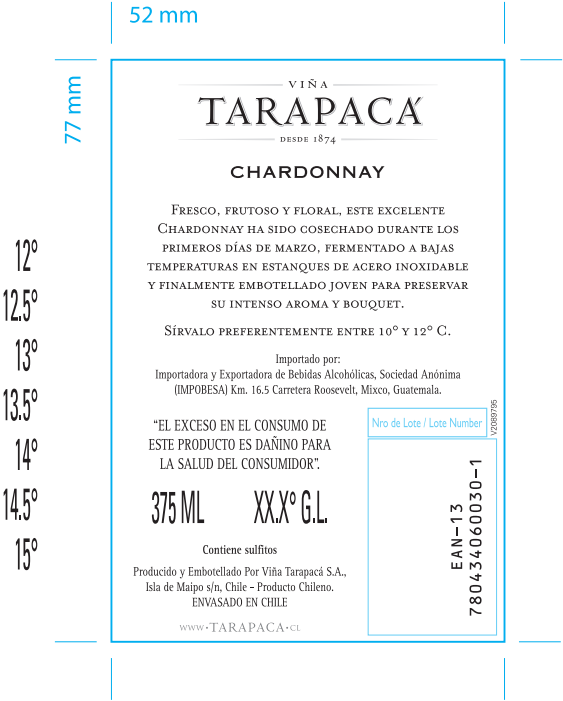 52 mm
77 mm
VIÑA
TARAPACÁ
DESDE 1874
CHARDONNAY
FRESCO, FRUTOSO Y FLORAL, ESTE EXCELENTE
CHARDONNAY HA SIDO COSECHADO DURANTE LOS
PRIMEROS DÍAS DE MARZO, FERMENTADO A BAJAS
TEMPERATURAS EN ESTANQUES DE ACERO INOXIDABLE
Y FINALMENTE EMBOTELLADO JOVEN PARA PRESERVAR
SU INTENSO AROMA Y BOUQUET.
SÍRVALO PREFERENTEMENTE ENTRE 10° Y 12° C.
Importado por:
Importadora y Exportadora de Bebidas Alcohólicas, Sociedad Anónima
(IMPOBESA) Km. 16.5 Carretera Roosevelt, Mixco, Guatemala.
"EL EXCESO EN EL CONSUMO DE
ESTE PRODUCTO ES DAÑINO PARA
LA SALUD DEL CONSUMIDOR".
375 ML XX.X° G.L.
Contiene sulfitos
Producido y Embotellado Por Viña Tarapacá S.A.,
Isla de Maipo s/n, Chile – Producto Chileno.
ENVASADO EN CHILE
WWW·TARAPACA·CL
Nro de Lote / Lote Number
V2089795
EAN-13
780434060030-1
12°
12.5°
13°
13.5°
14°
14.5°
15°